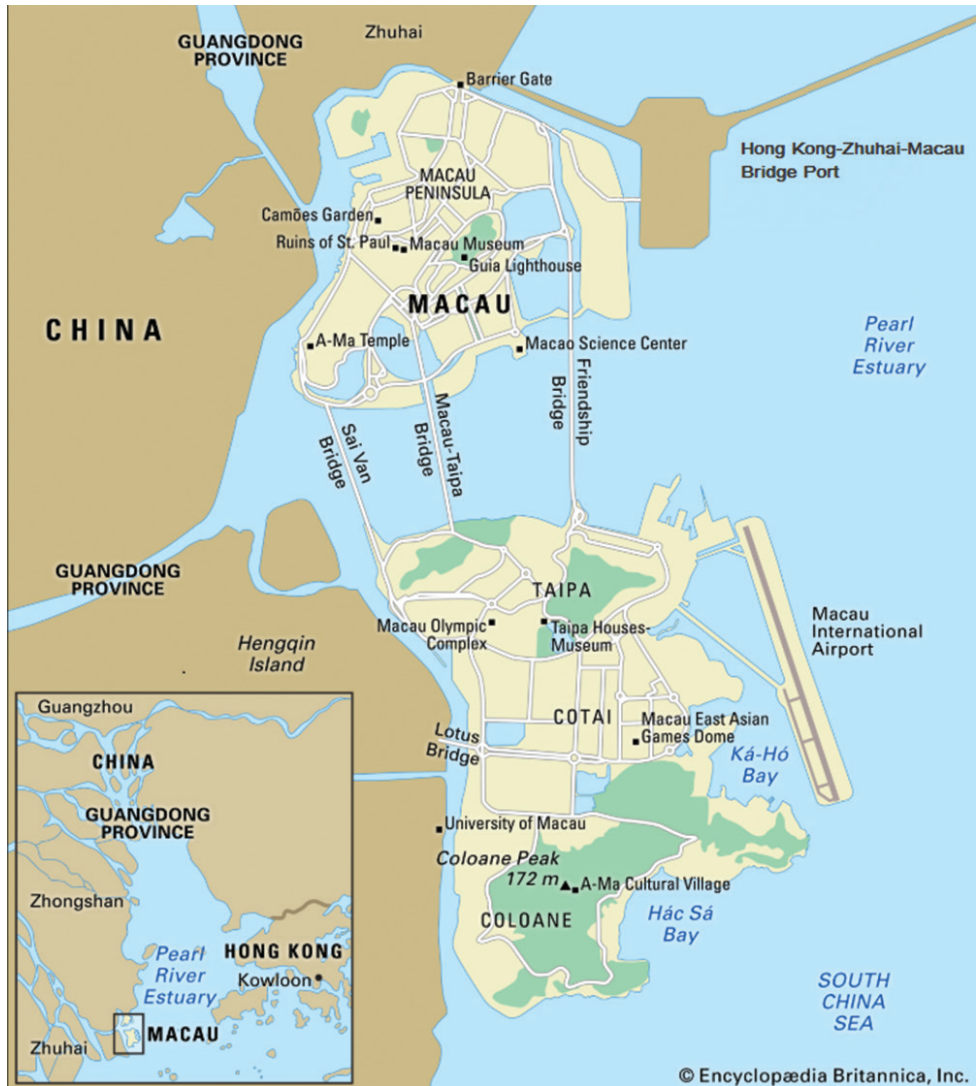 Zhuhai
GUANGDONG
PROVINCE
Barrier Gate
Hong Kong-Zhuhai-Macau
Bridge Port
MACAU
PENINSULA
Camões Garden
Ruins of St. Paul
Macau Museum
Guia Lighthouse
MACAU
CHINA
A-Ma Temple
Macao Science Center
Pearl
River
Estuary
Sai Van
Bridge
Macau-Taipa
Bridge
Friendship
Bridge
GUANGDONG
PROVINCE
TAIPA
Macau Olympic
Complex
Taipa Houses-
Museum
Macau
International
Airport
Hengqin
Island
COTAI
Macau East Asian
Games Dome
Lotus
Bridge
Ká-Hó
Bay
University of Macau
Coloane Peak
172 m
A-Ma Cultural Village
COLOANE
Hác Sá
Bay
SOUTH
CHINA
SEA
Guangzhou
CHINA
GUANGDONG
PROVINCE
Zhongshan
Pearl
River
Estuary
HONG KONG
Kowloon
MACAU
Zhuhai
© Encyclopædia Britannica, Inc.